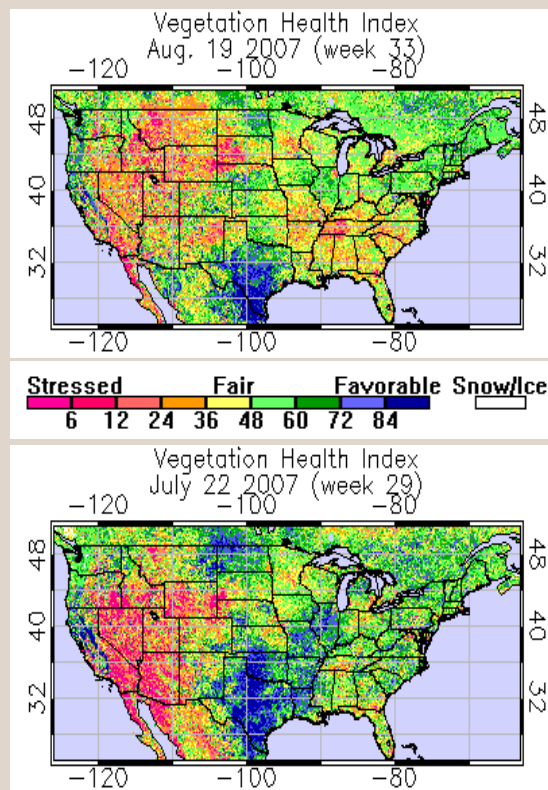 Vegetation Health Index
Aug. 19 2007 (week 33)
-120 -100 -80
48 48
40 40
32 32
-120 -100 -80
Stressed Fair Favorable Snow/Ice
6 12 24 36 48 60 72 84
Vegetation Health Index
July 22 2007 (week 29)
-120 -100 -80
48 48
40 40
32 32
-120 -100 -80